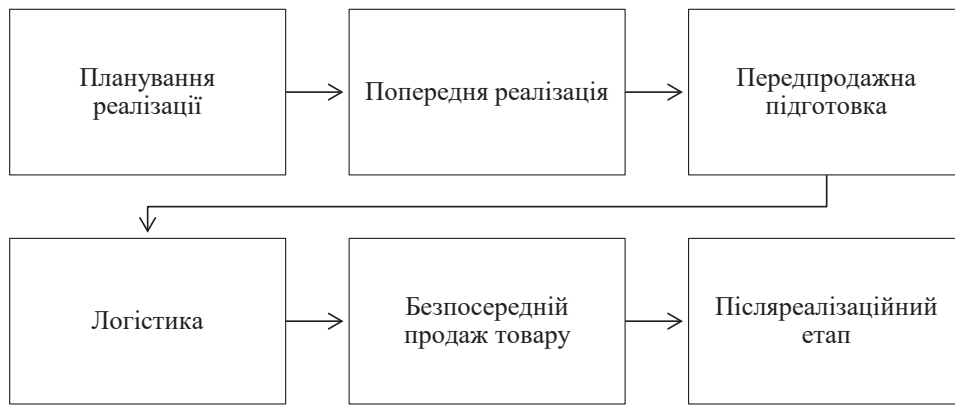 Планування
реалізації
Попередня реалізація
Передпродажна
підготовка
Логістика
Безпосередній
продаж товару
Післяреалізаційний
етап